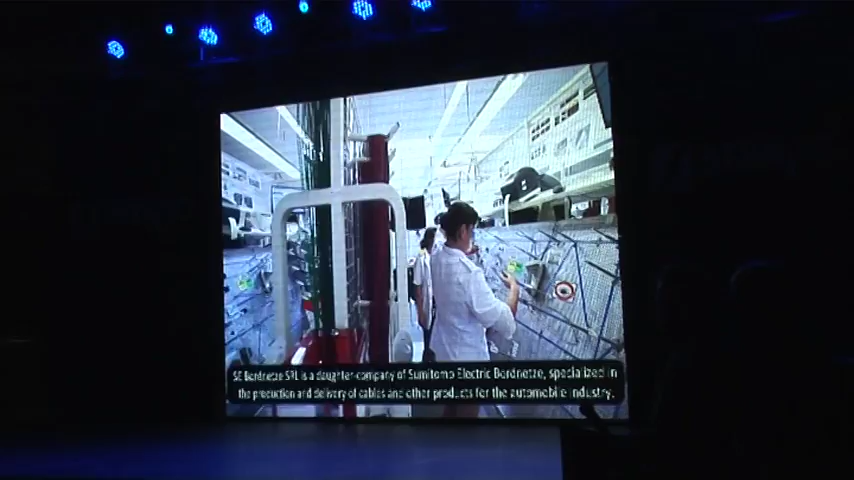 SE Bordnetze SRL is a daughter-company of Sumitomo Electric Bordnetze, specialized in
the production and delivery of cables and other products for the automobile industry.